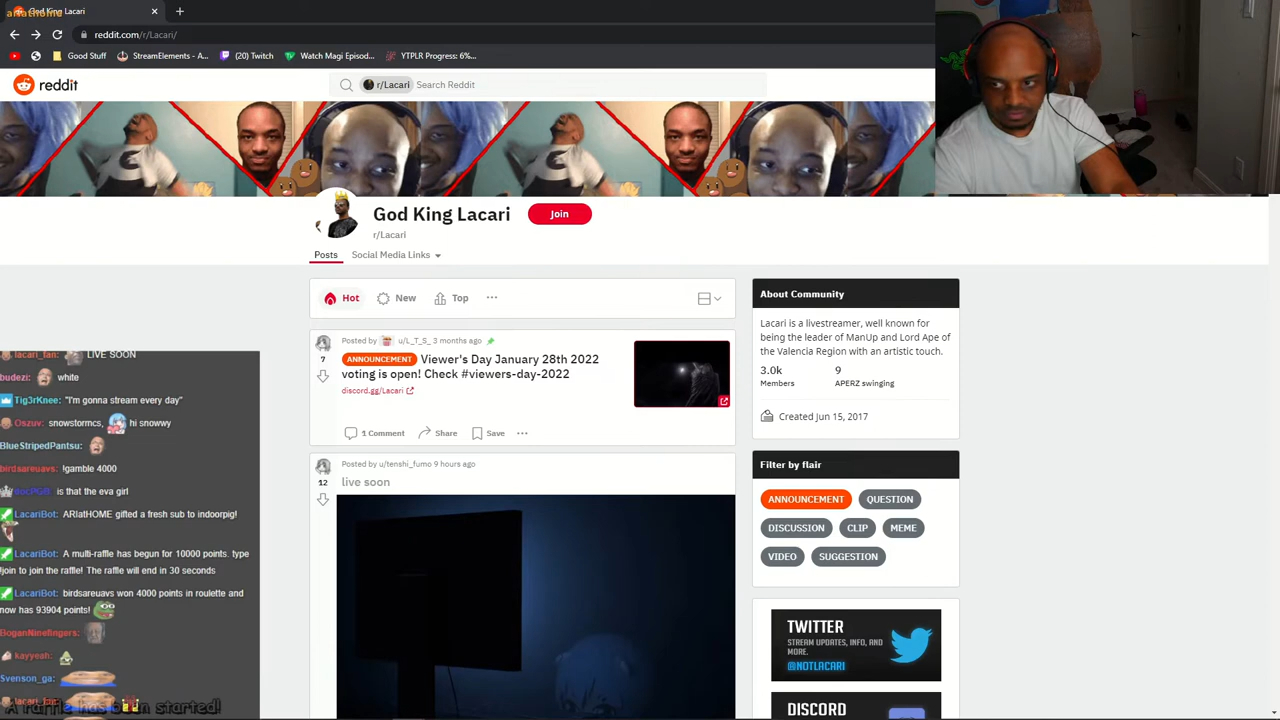 God King Lacari
reddit.com/r/Lacari/
Good Stuff
StreamElements - A...
(20) Twitch
Watch Magi Episod...
YTPLR Progress: 6%...
reddit
r/Lacari
Search Reddit
God King Lacari
Join
r/Lacari
Posts
Social Media Links
Hot
New
Top
Posted by
u/L_T_S_ 3 months ago
7
ANNOUNCEMENT Viewer's Day January 28th 2022
voting is open! Check #viewers-day-2022
discord.gg/Lacari
1 Comment
Share
Save
Posted by u/tenshi_fumo 9 hours ago
12
live soon
About Community
Lacari is a livestreamer, well known for
being the leader of ManUp and Lord Ape of
the Valencia Region with an artistic touch.
3.0k
9
Members
APERZ swinging
Created Jun 15, 2017
Filter by flair
ANNOUNCEMENT
QUESTION
DISCUSSION
CLIP
MEME
VIDEO
SUGGESTION
TWITTER
STREAM UPDATES, INFO, AND
MORE.
@NOTLACARI
DISCORD
lacari_fan: LIVE SOON
budezi: white
Tig3rKnee: "I'm gonna stream every day"
Oszuv: snowstormcs, hi snowwy
BlueStripedPantsu:
birdsareuavs: !gamble 4000
docPGB: is that the eva girl
LacariBot: ARIatHOME gifted a fresh sub to indoorpig!
LacariBot: A multi-raffle has begun for 10000 points. type
!join to join the raffle! The raffle will end in 30 seconds
LacariBot: birdsareuavs won 4000 points in roulette and
now has 93904 points!
BoganNinefingers:
kayyeah:
Svenson_ga:
A raffle has been started!